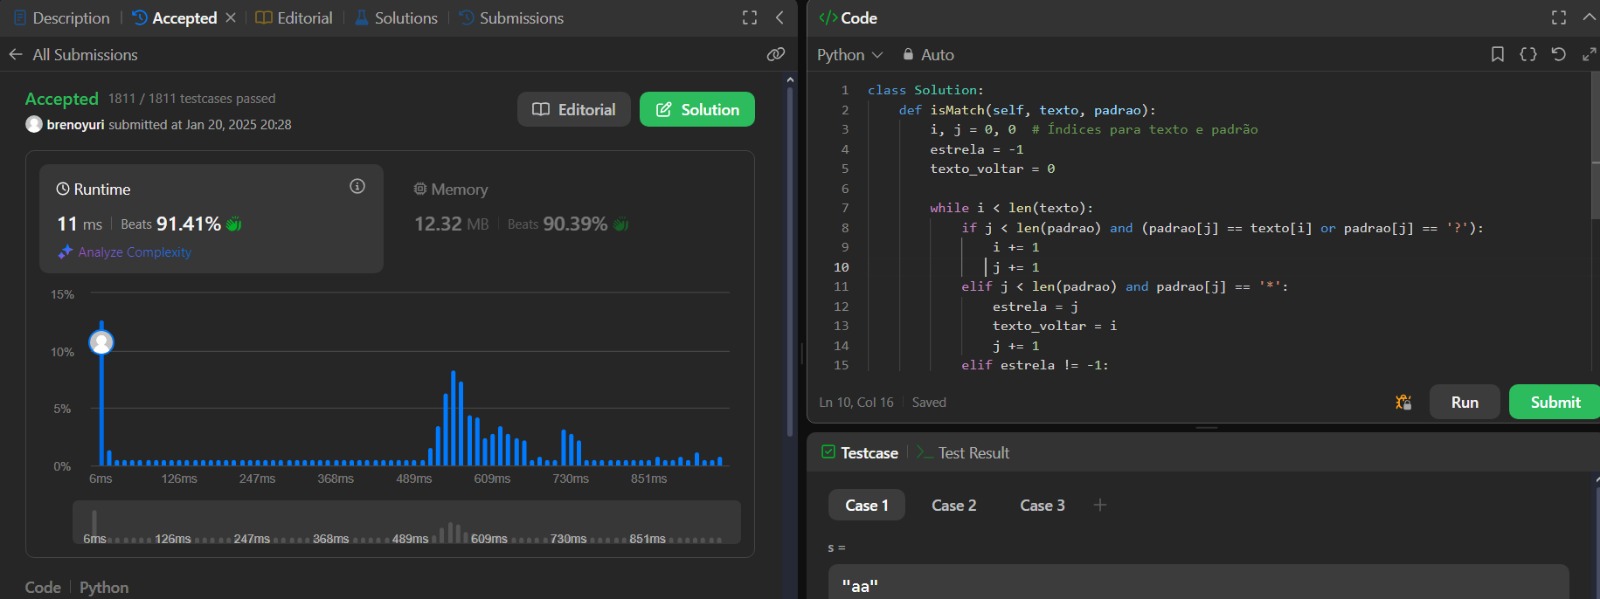 Description
Accepted
Editorial
Solutions
Submissions
All Submissions
Accepted 1811 / 1811 testcases passed
brenoyuri submitted at Jan 20, 2025 20:28
Editorial
Solution
Runtime
11 ms Beats 91.41%
Analyze Complexity
Memory
12.32 MB Beats 90.39%
15%
10%
5%
0%
6ms 126ms 247ms 368ms 489ms 609ms 730ms 851ms
6ms 126ms 247ms 368ms 489ms 609ms 730ms 851ms
Code Python
</> Code
Python Auto
1 class Solution:
2 def isMatch(self, texto, padrao):
3 i, j = 0, 0 # Índices para texto e padrão
4 estrela = -1
5 texto_voltar = 0
6
7 while i < len(texto):
8 if j < len(padrao) and (padrao[j] == texto[i] or padrao[j] == '?'):
9 i += 1
10 j += 1
11 elif j < len(padrao) and padrao[j] == '*':
12 estrela = j
13 texto_voltar = i
14 j += 1
15 elif estrela != -1:
Ln 10, Col 16 Saved
Run
Submit
Testcase
>_ Test Result
Case 1 Case 2 Case 3 +
s =
"aa"